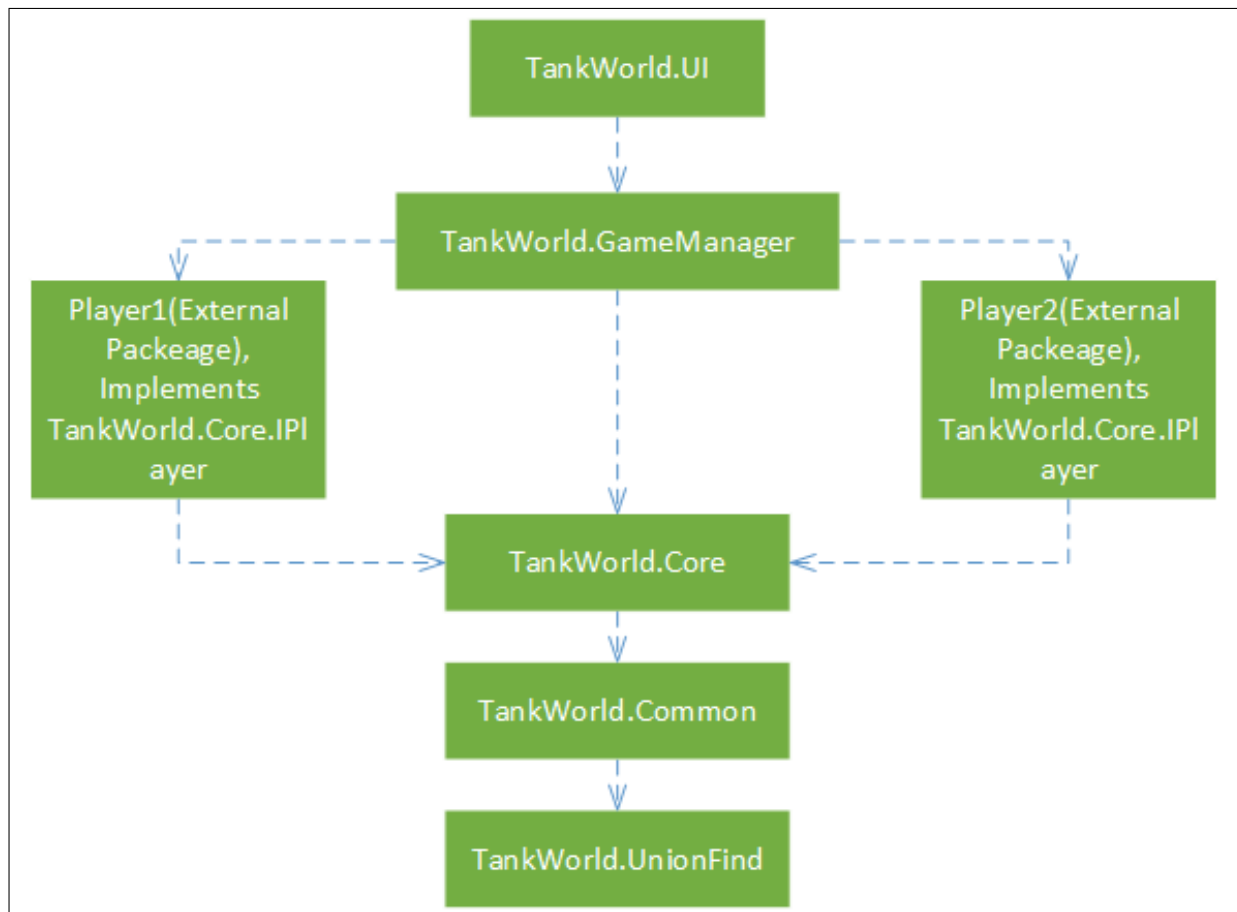 TankWorld.UI
TankWorld.GameManager
Player1(External
Packeage),
Implements
TankWorld.Core.IPl
ayer
Player2(External
Packeage),
Implements
TankWorld.Core.IPl
ayer
TankWorld.Core
TankWorld.Common
TankWorld.UnionFind